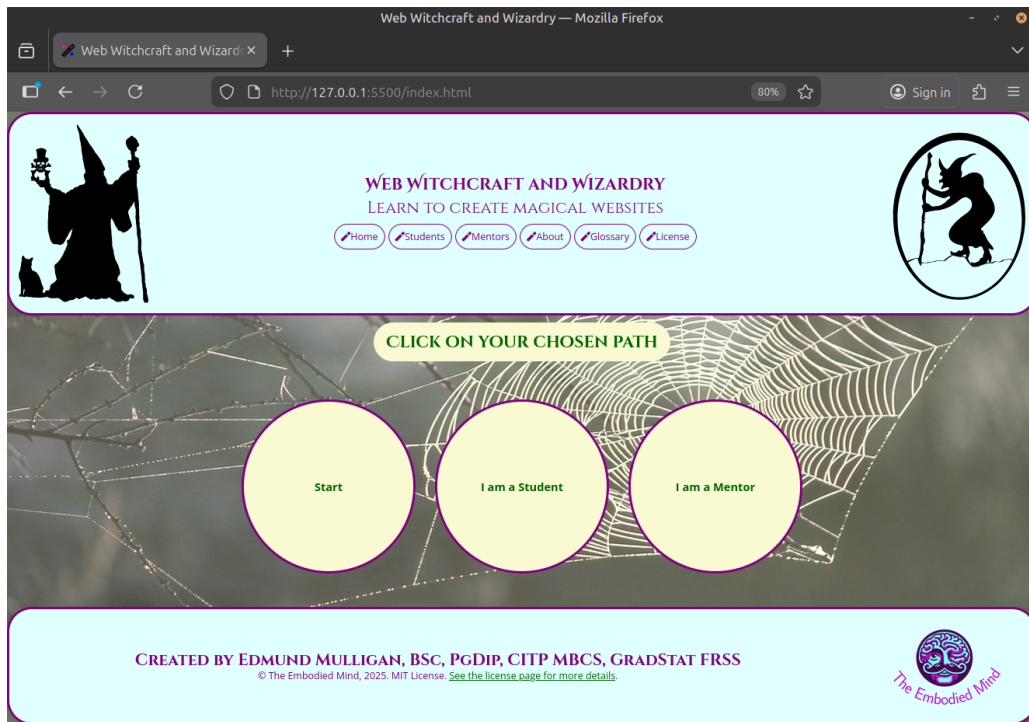 Web Witchcraft and Wizardry — Mozilla Firefox
Web Witchcraft and Wizardr
http://127.0.0.1:5500/index.html
80%
Sign in
Web Witchcraft and Wizardry
Learn to create magical websites
Home Students Mentors About Glossary License
Click on your chosen path
Start I am a Student I am a Mentor
Created by Edmund Mulligan, BSc, PgDip, CITP MBCS, GradStat FRSS
© The Embodied Mind, 2025. MIT License. See the license page for more details.
The Embodied Mind